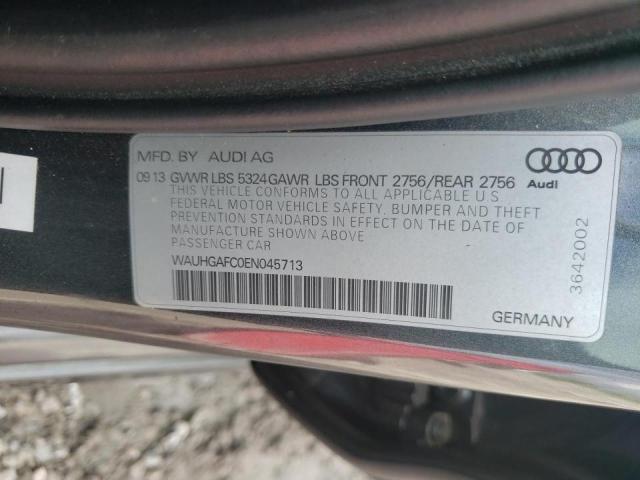 MFD. BY AUDI AG
09 13 GVWR LBS 5324 GAWR LBS FRONT 2756/REAR 2756
THIS VEHICLE CONFORMS TO ALL APPLICABLE U.S
FEDERAL MOTOR VEHICLE SAFETY. BUMPER AND THEFT
PREVENTION STANDARDS IN EFFECT ON THE DATE OF
MANUFACTURE SHOWN ABOVE
PASSENGER CAR
WAUHGAFC0EN045713
Audi
3642002
GERMANY